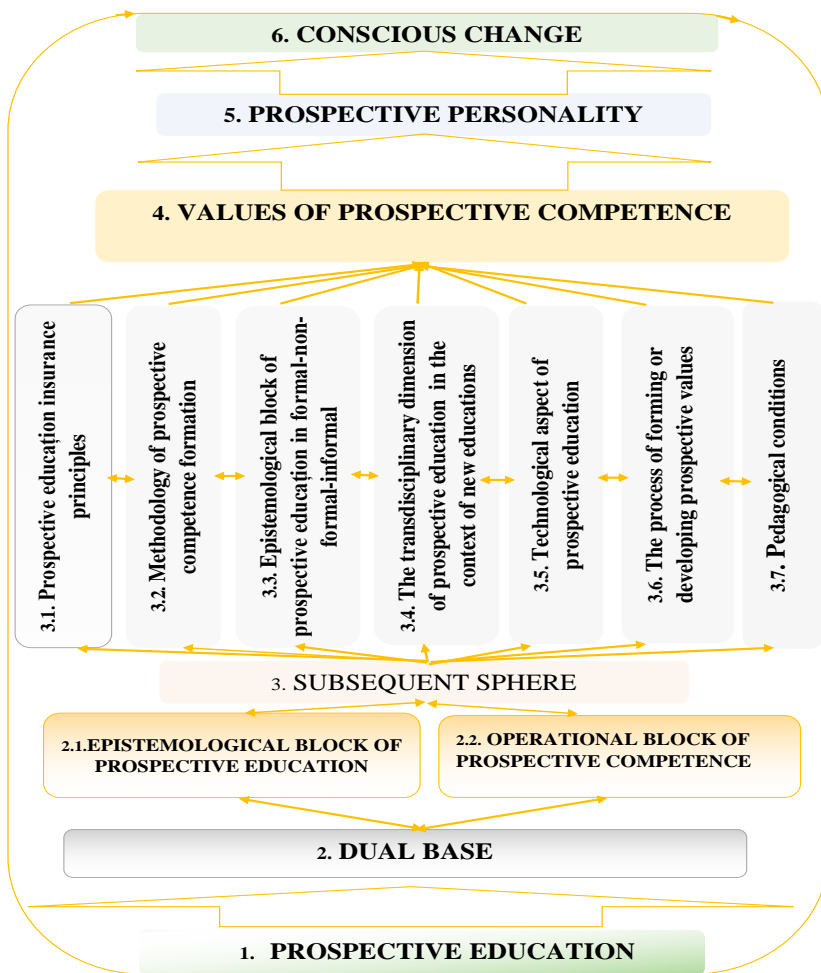 6. CONSCIOUS CHANGE
5. PROSPECTIVE PERSONALITY
4. VALUES OF PROSPECTIVE COMPETENCE
3.1. Prospective education insurance
principles
3.2. Methodology of prospective
competence formation
3.3. Epistemological block of
prospective education in formal-non-
formal-informal
3.4. The transdisciplinary dimension
of prospective education in the
context of new educations
3.5. Technological aspect of
prospective education
3.6. The process of forming or
developing prospective values
3.7. Pedagogical conditions
3. SUBSEQUENT SPHERE
2.1.EPISTEMOLOGICAL BLOCK OF
PROSPECTIVE EDUCATION
2.2. OPERATIONAL BLOCK OF
PROSPECTIVE COMPETENCE
2. DUAL BASE
1. PROSPECTIVE EDUCATION